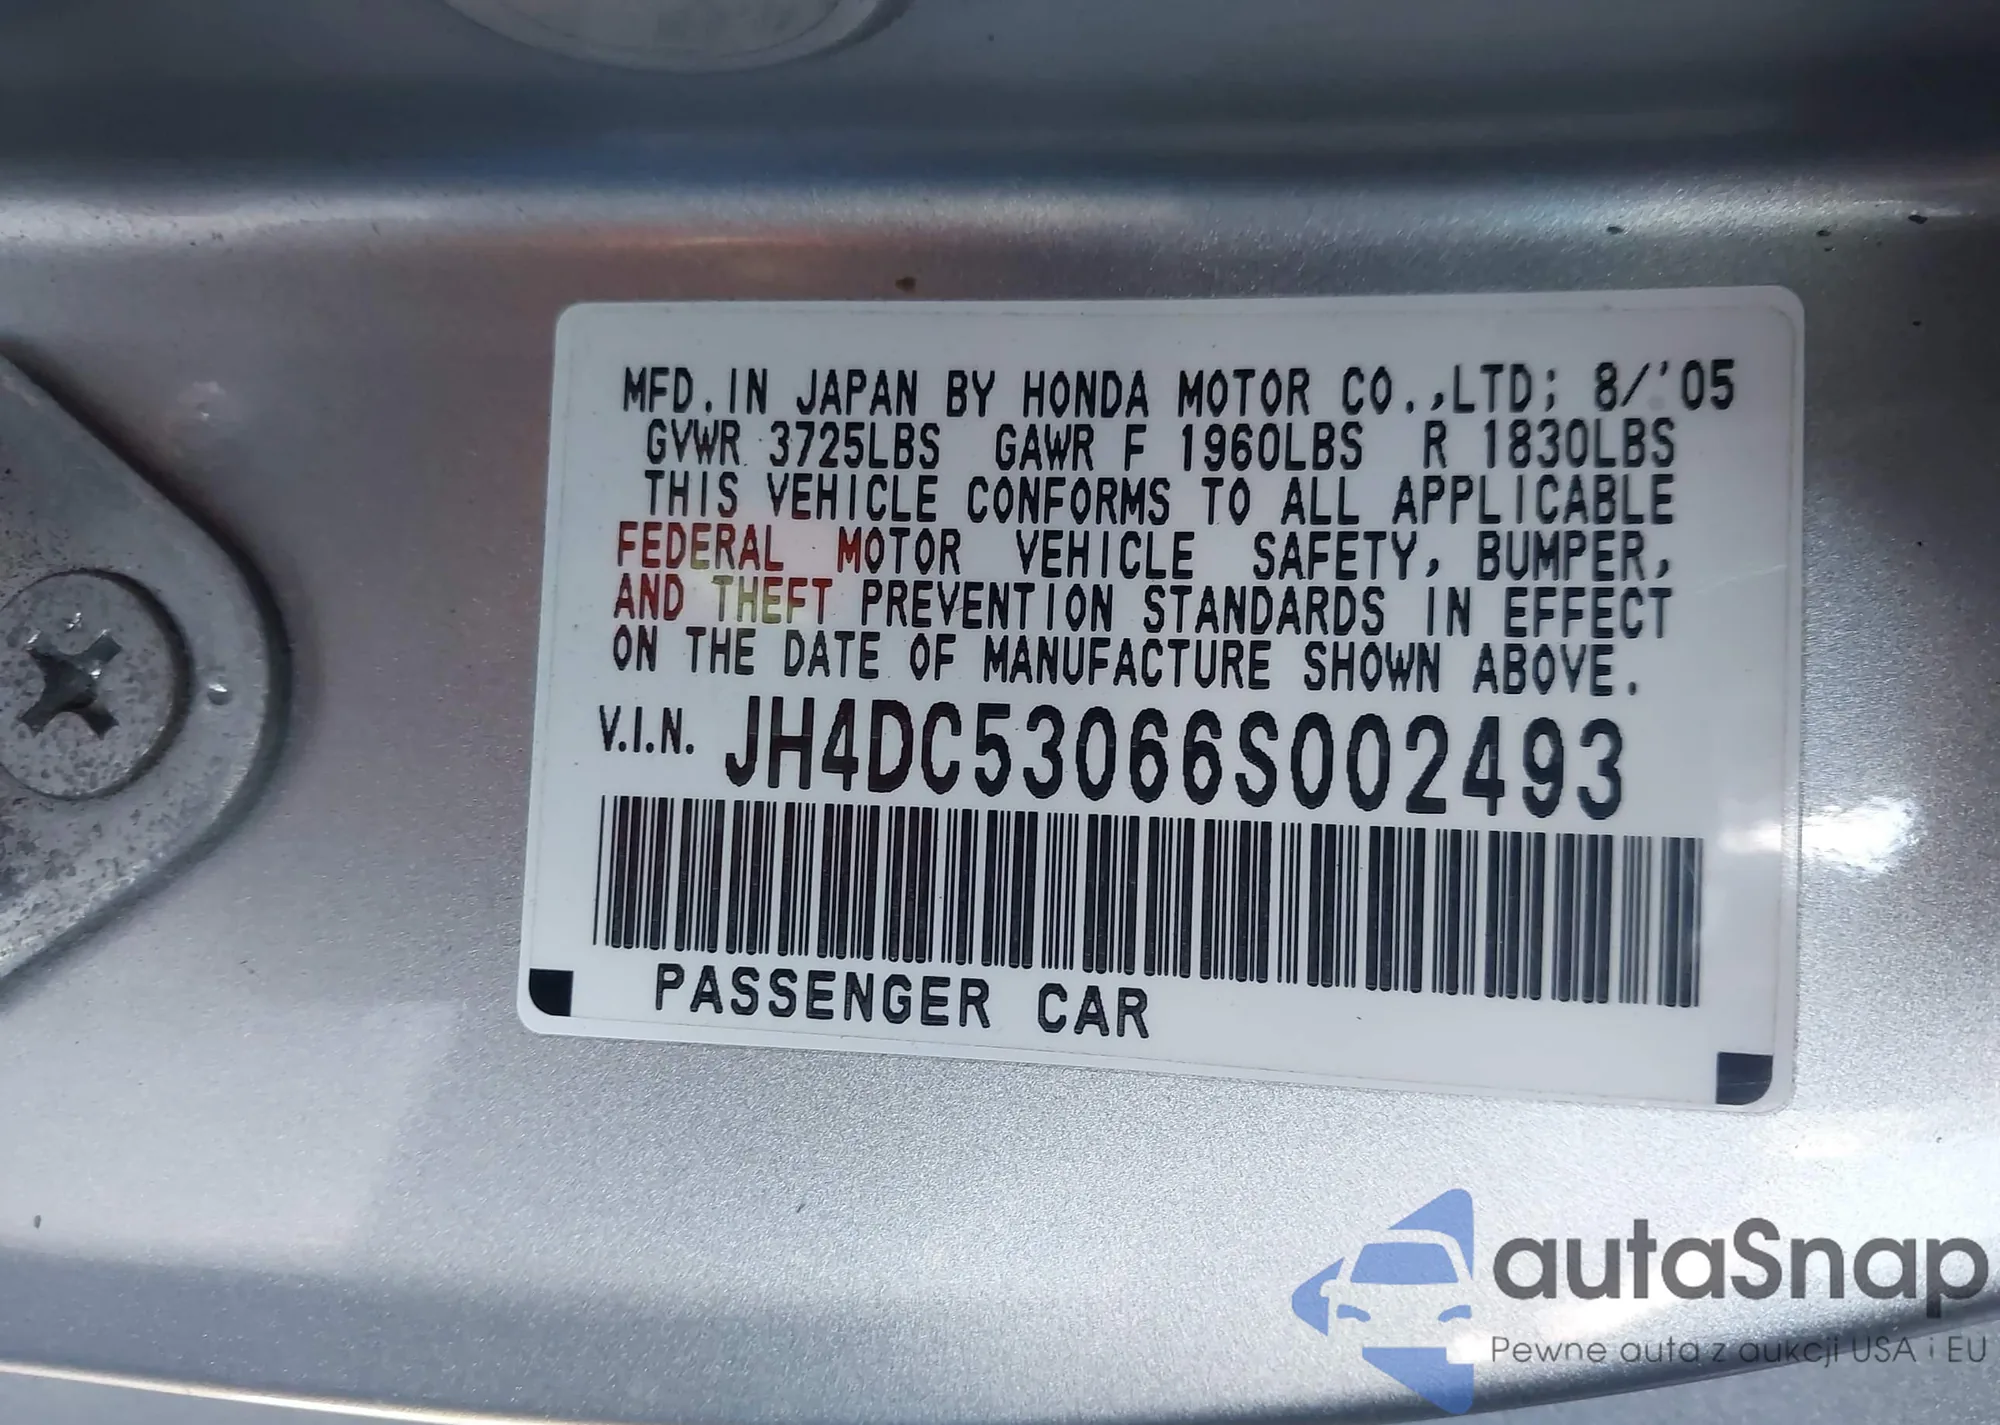 MFD. IN JAPAN BY HONDA MOTOR CO.,LTD; 8/'05
GVWR 3725LBS GAWR F 1960LBS R 1830LBS
THIS VEHICLE CONFORMS TO ALL APPLICABLE
FEDERAL MOTOR VEHICLE SAFETY, BUMPER,
AND THEFT PREVENTION STANDARDS IN EFFECT
ON THE DATE OF MANUFACTURE SHOWN ABOVE.
V.I.N. JH4DC53066S002493
PASSENGER CAR
autaSnap
Pewne auta z aukcji USA i EU